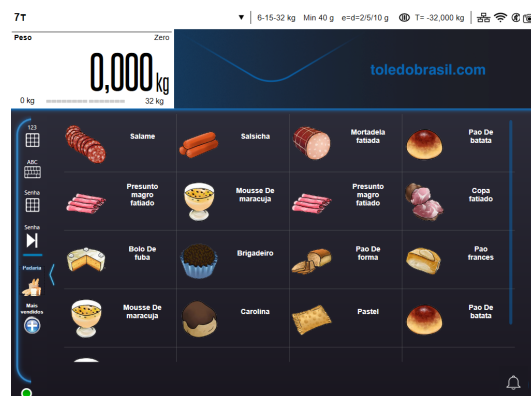 7T
▼ 6-15-32 kg Min 40 g e=d=2/5/10 g T= -32,000 kg
Peso
Zero
0,000 kg
0 kg
32 kg
toledobrasil.com
123
ABC
Senha
Senha
Padaria
Mais
vendidos
Salame
Salsicha
Mortadela
fatiada
Pao De
batata
Presunto
magro
fatiado
Mousse De
maracuja
Presunto
magro
fatiado
Copa
fatiado
Bolo De
fuba
Brigadeiro
Pao De
forma
Pao
frances
Mousse De
maracuja
Carolina
Pastel
Pao De
batata